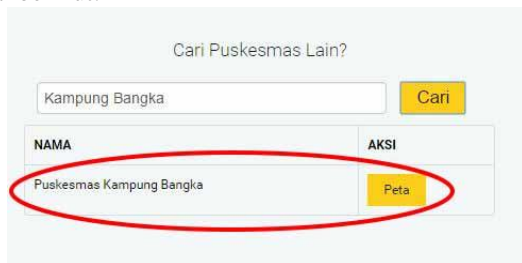 Cari Puskesmas Lain?
Kampung Bangka Cari
NAMA AKSI
Puskesmas Kampung Bangka Peta